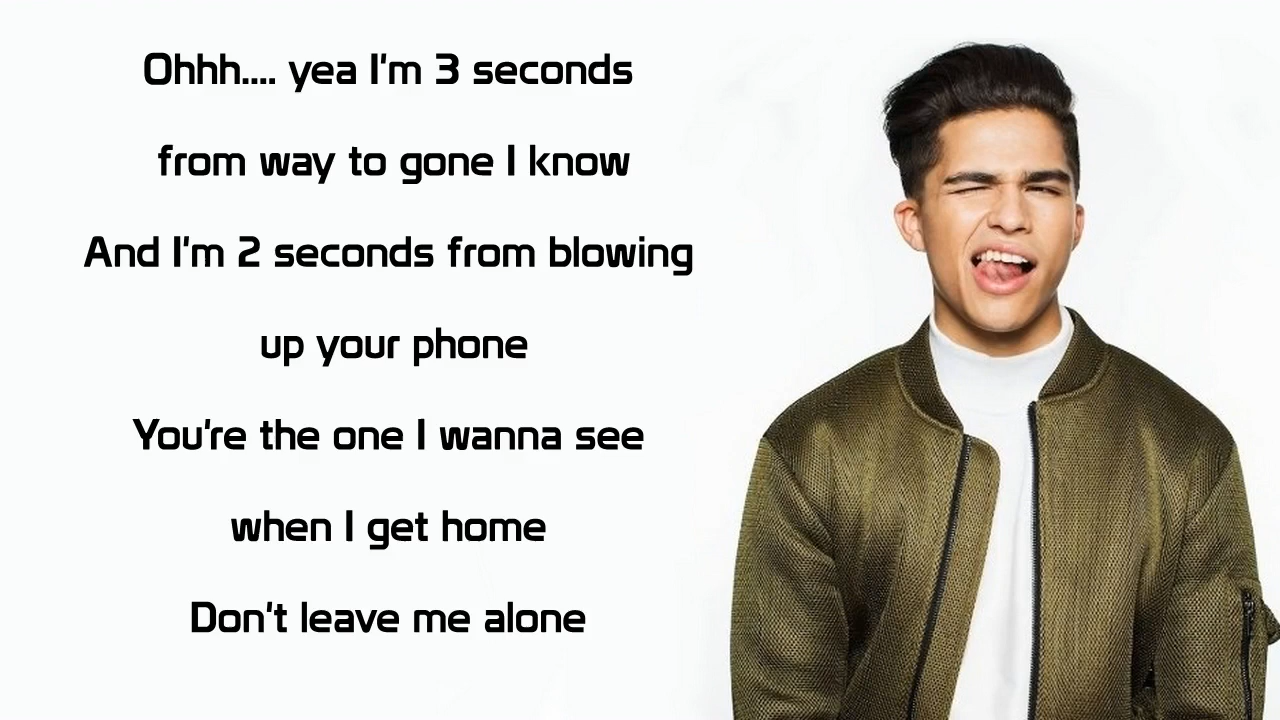 Ohhh.... yea I'm 3 seconds
from way to gone I know
And I'm 2 seconds from blowing
up your phone
You're the one I wanna see
when I get home
Don't leave me alone